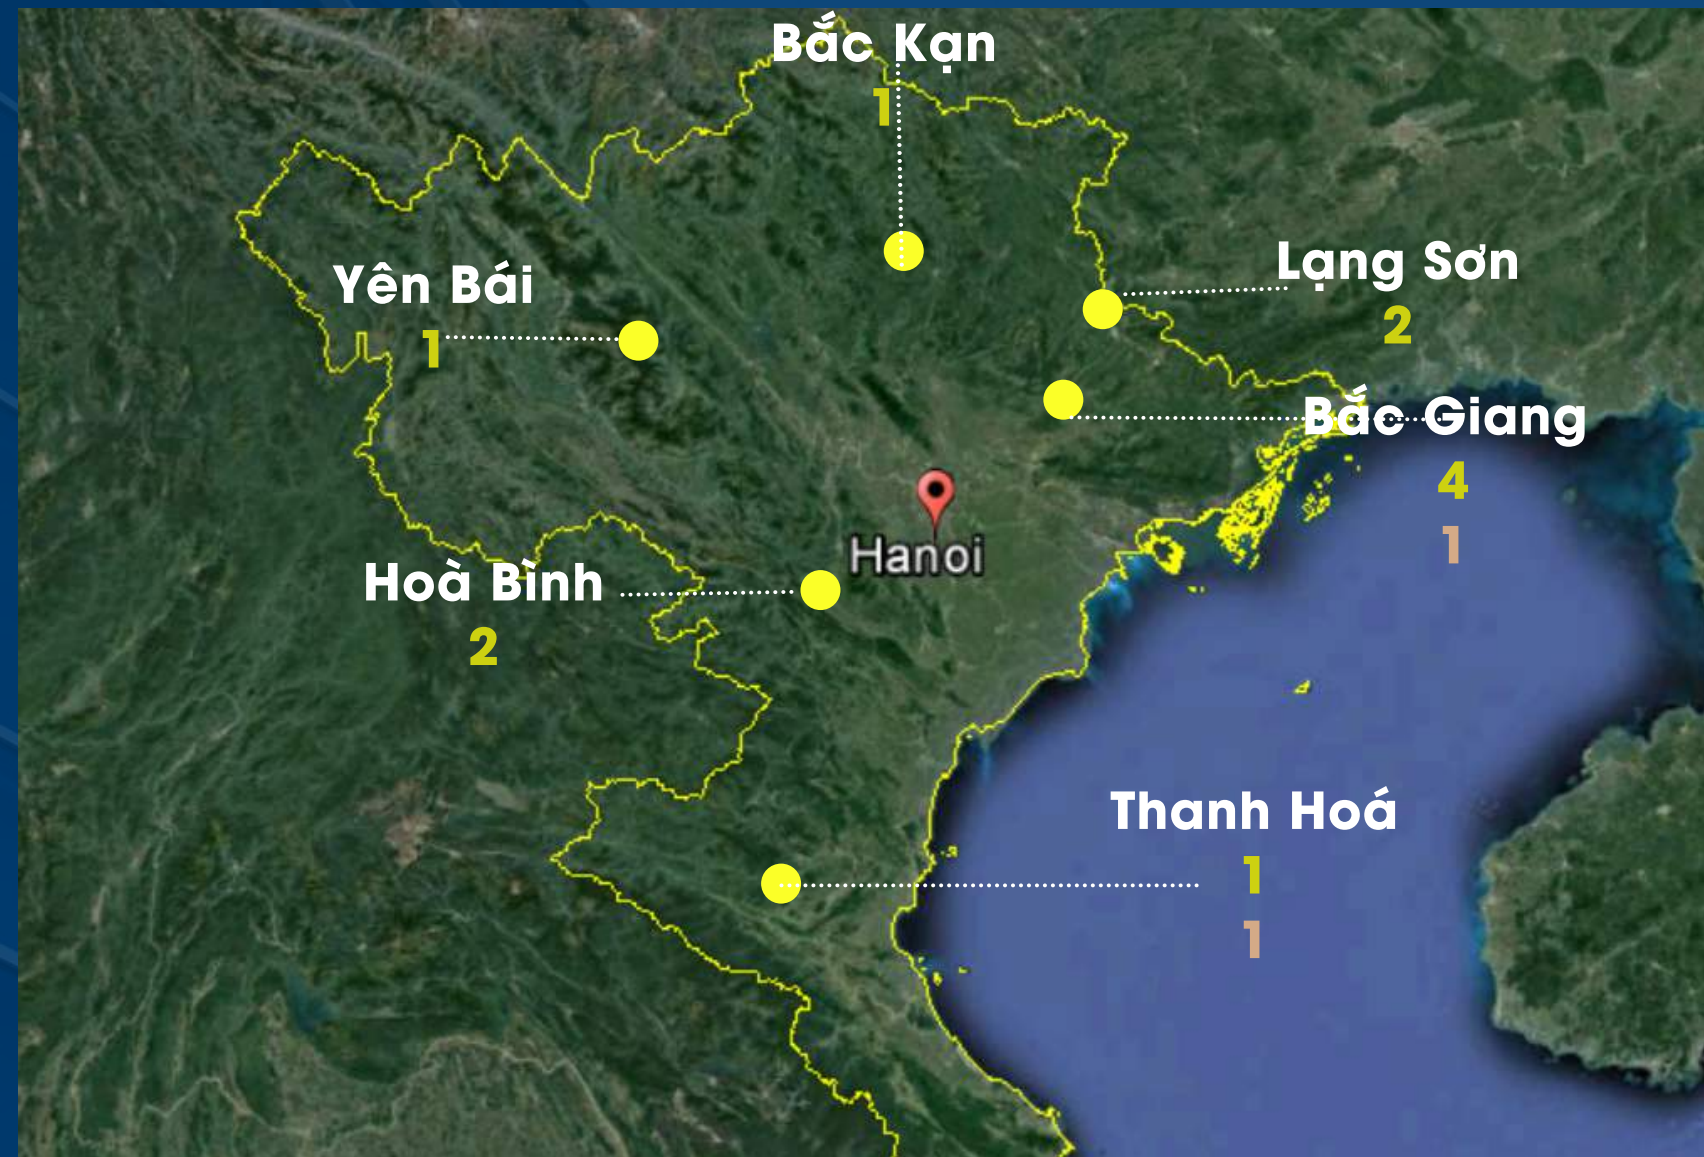 Bắc Kạn
1
Lạng Sơn
2
Yên Bái
1
Bắc Giang
4
1
Hanoi
Hoà Bình
2
Thanh Hoá
1
1